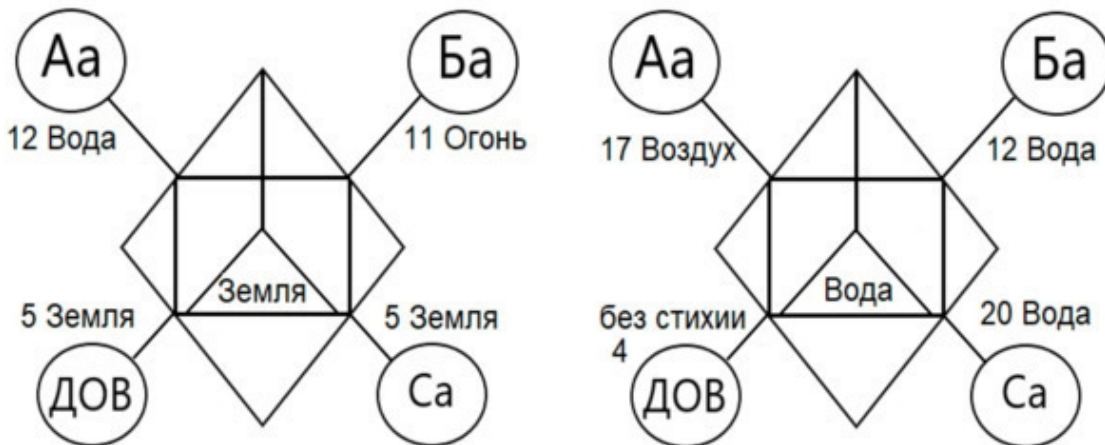 Аа
Ба
12 Вода
11 Огонь
Земля
5 Земля
5 Земля
ДОВ
Са
Аа
Ба
17 Воздух
12 Вода
Вода
без стихии
4
20 Вода
ДОВ
Са